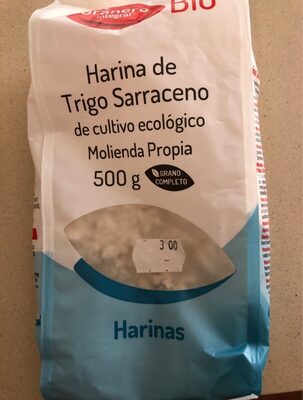 Granero
integral
Bio
Harina de
Trigo Sarraceno
de cultivo ecológico
Molienda Propia
500 g
GRANO
COMPLETO
3 00
Harinas